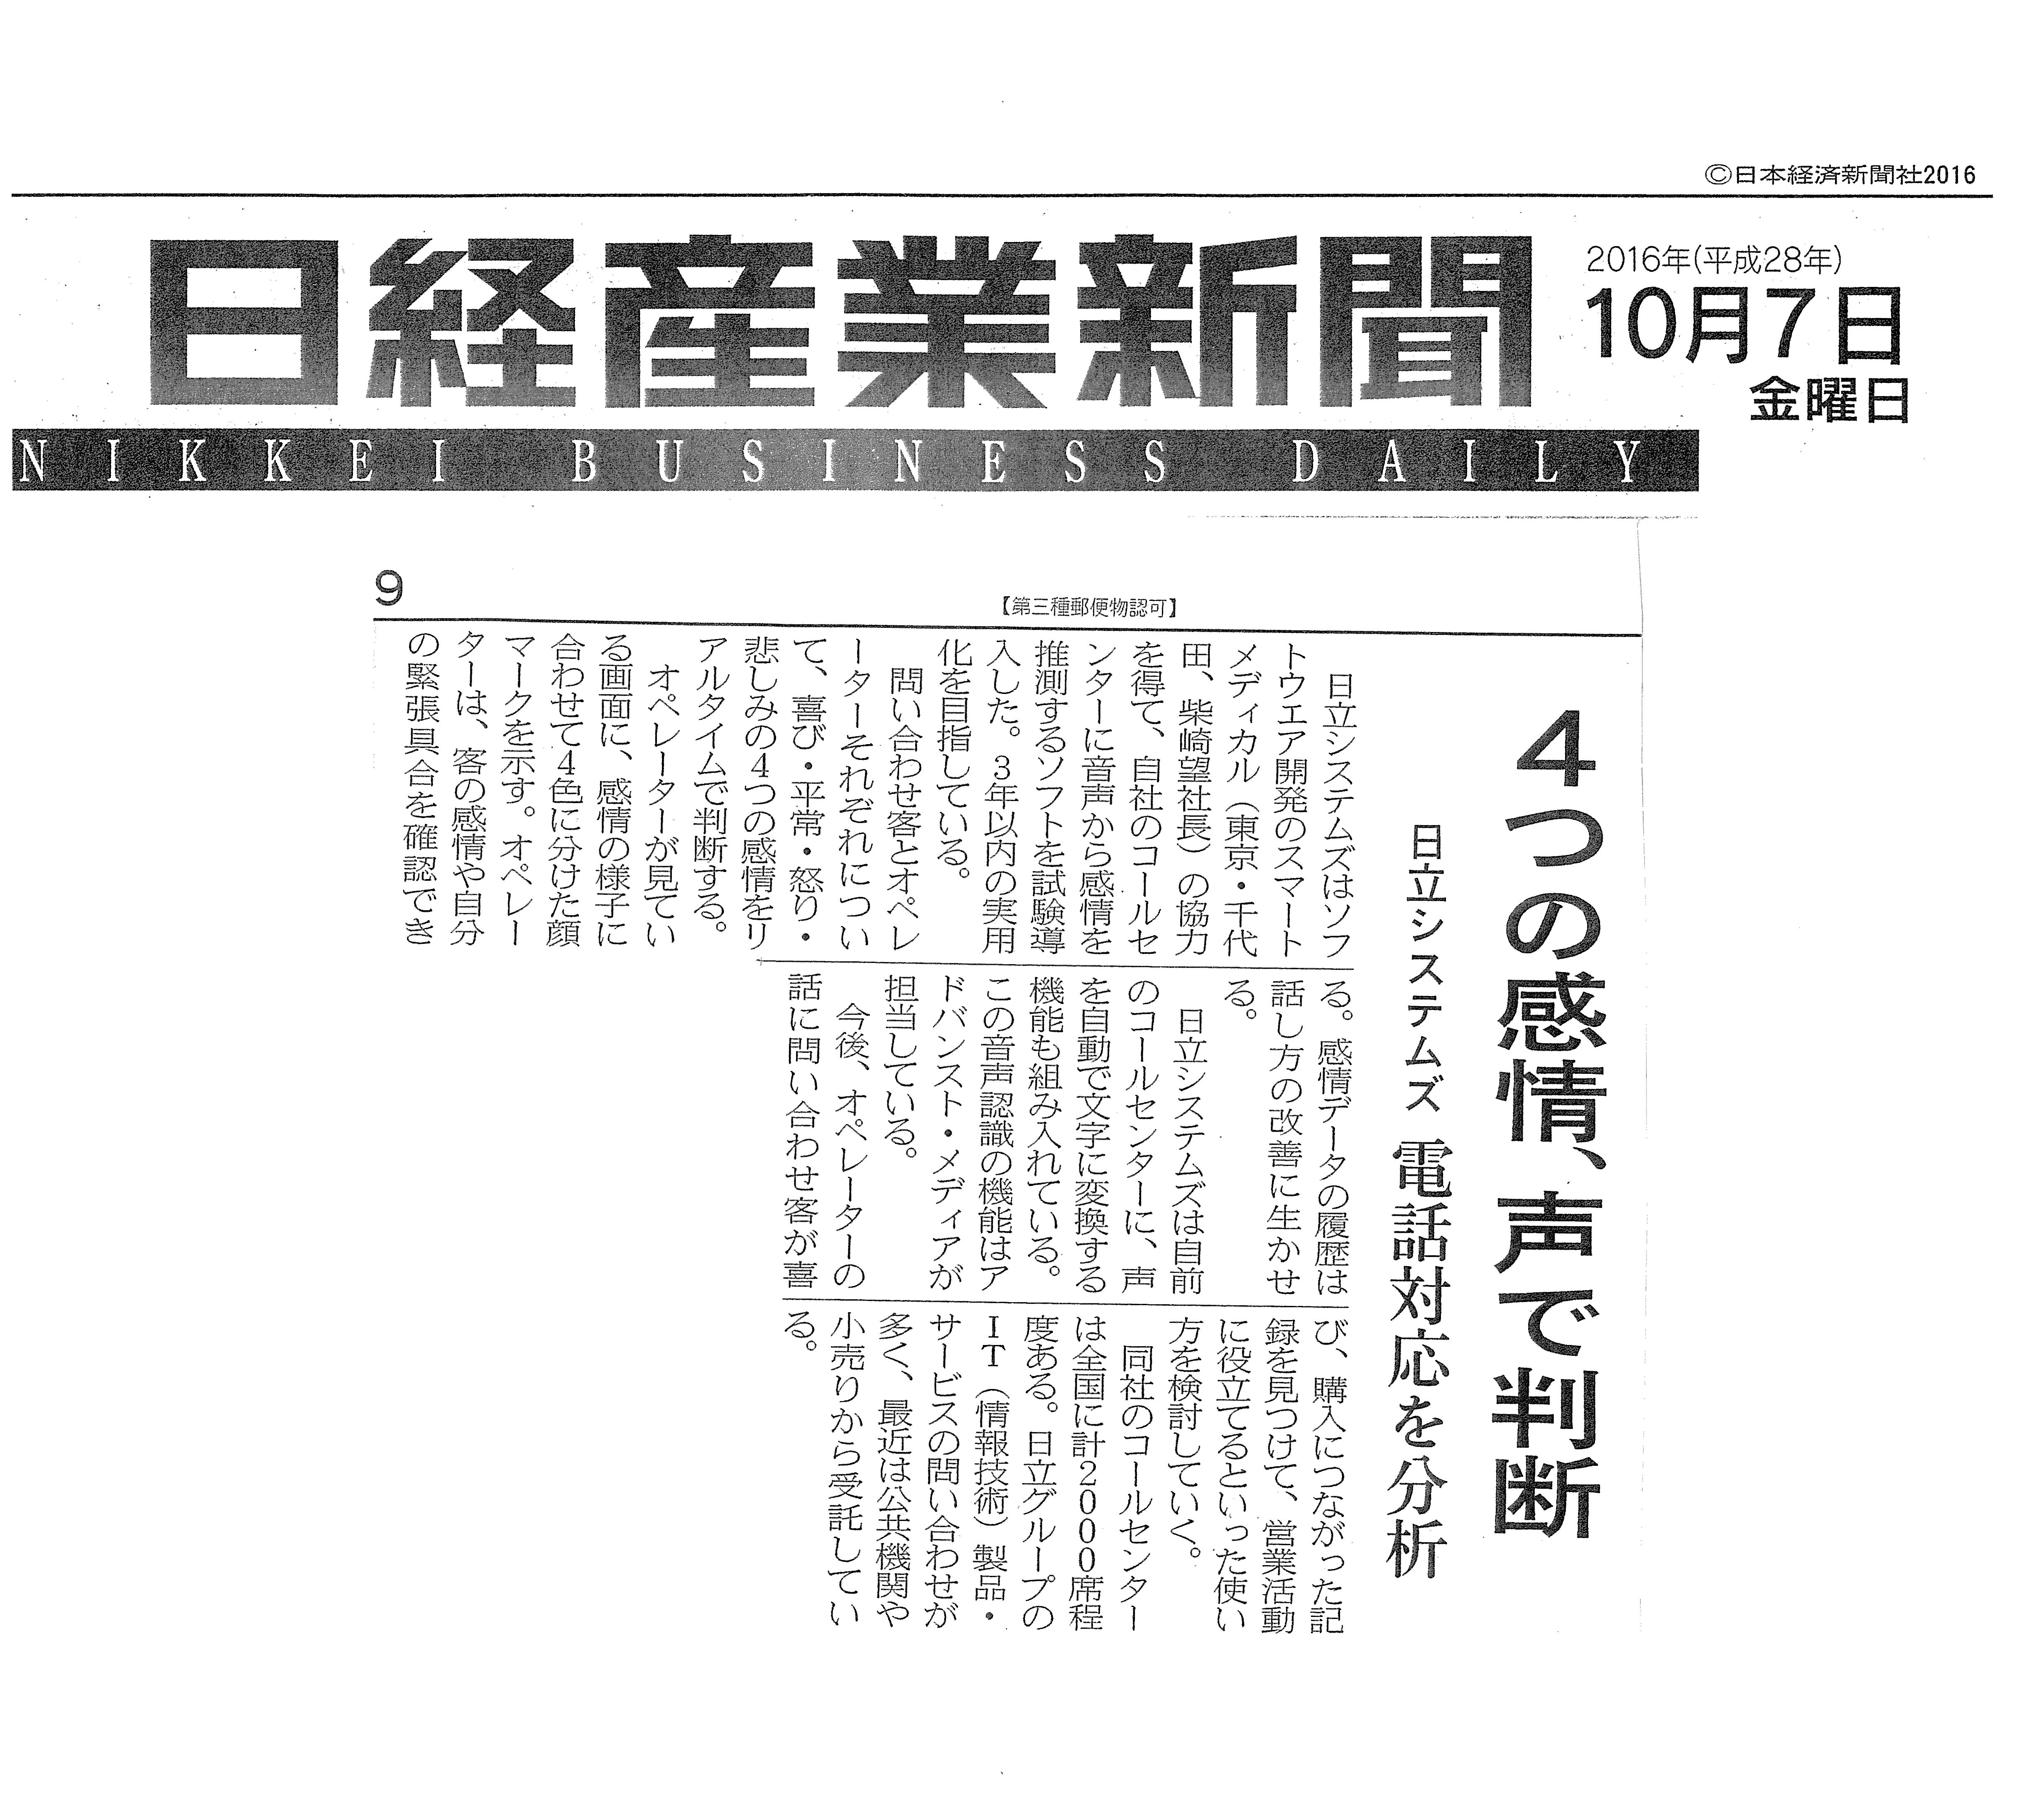 ©日本経済新聞社2016
日経産業新聞
2016年(平成28年)
10月7日
金曜日
NIKKEI BUSINESS DAILY
9
【第三種郵便物認可】
4つの感情、声で判断
日立システムズ 電話対応を分析
日立システムズはソフ
トウエア開発のスマート
メディカル（東京・千代
田、柴崎望社長）の協力
を得て、自社のコールセ
ンターに音声から感情を
推測するソフトを試験導
入した。3年以内の実用
化を目指している。
問い合わせ客とオペレ
ーターそれぞれについ
て、喜び・平常・怒り・
悲しみの4つの感情をリ
アルタイムで判断する。
オペレーターが見てい
る画面に、感情の様子に
合わせて4色に分けた顔
マークを示す。オペレー
ターは、客の感情や自分
の緊張具合を確認でき
る。感情データの履歴は
話し方の改善に生かせ
る。
日立システムズは自前
のコールセンターに、声
を自動で文字に変換する
機能も組み入れている。
この音声認識の機能はア
ドバンスト・メディアが
担当している。
今後、オペレーターの
話に問い合わせ客が喜
び、購入につながった記
録を見つけて、営業活動
に役立てるといった使い
方を検討していく。
同社のコールセンター
は全国に計2000席程
度ある。日立グループの
IT（情報技術）製品・
サービスの問い合わせが
多く、最近は公共機関や
小売りから受託してい
る。